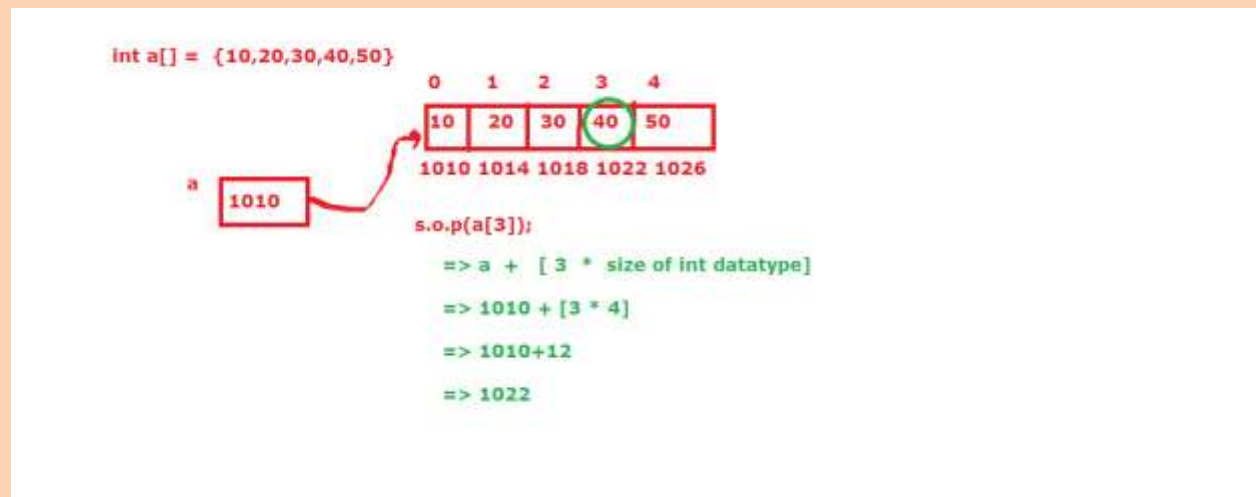 int a[] = {10,20,30,40,50}
0 1 2 3 4
10 20 30 40 50
1010 1014 1018 1022 1026
a
1010
s.o.p(a[3]);
=> a + [ 3 * size of int datatype]
=> 1010 + [3 * 4]
=> 1010+12
=> 1022